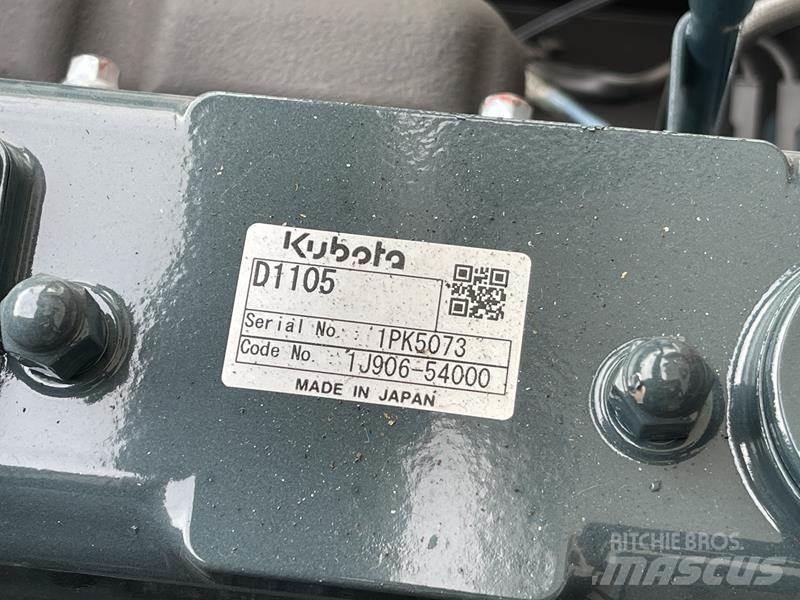 Kubota
D1105
Serial No. : 1PK5073
Code No. : 1J906-54000
MADE IN JAPAN
RITCHIE BROS.
MASCUS